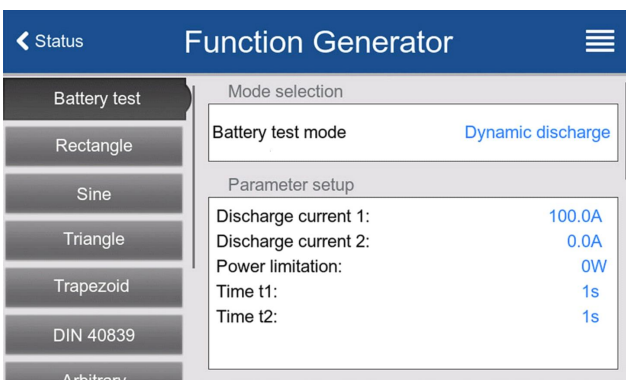 Status
Function Generator
Battery test
Rectangle
Sine
Triangle
Trapezoid
DIN 40839
Arbitrary
Mode selection
Battery test mode Dynamic discharge
Parameter setup
Discharge current 1: 100.0A
Discharge current 2: 0.0A
Power limitation: 0W
Time t1: 1s
Time t2: 1s